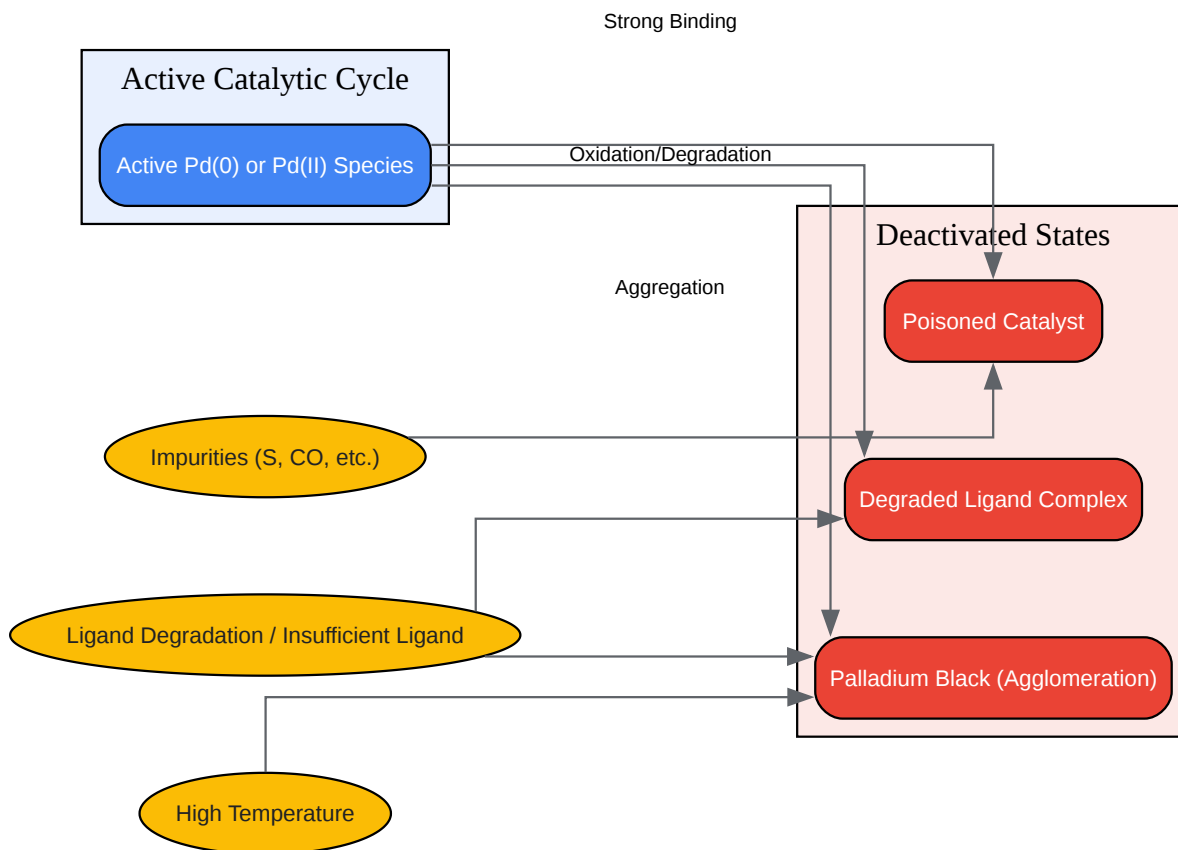 Strong Binding
Active Catalytic Cycle
Active Pd(0) or Pd(II) Species
Oxidation/Degradation
Deactivated States
Aggregation
Poisoned Catalyst
Impurities (S, CO, etc.)
Degraded Ligand Complex
Ligand Degradation / Insufficient Ligand
Palladium Black (Agglomeration)
High Temperature